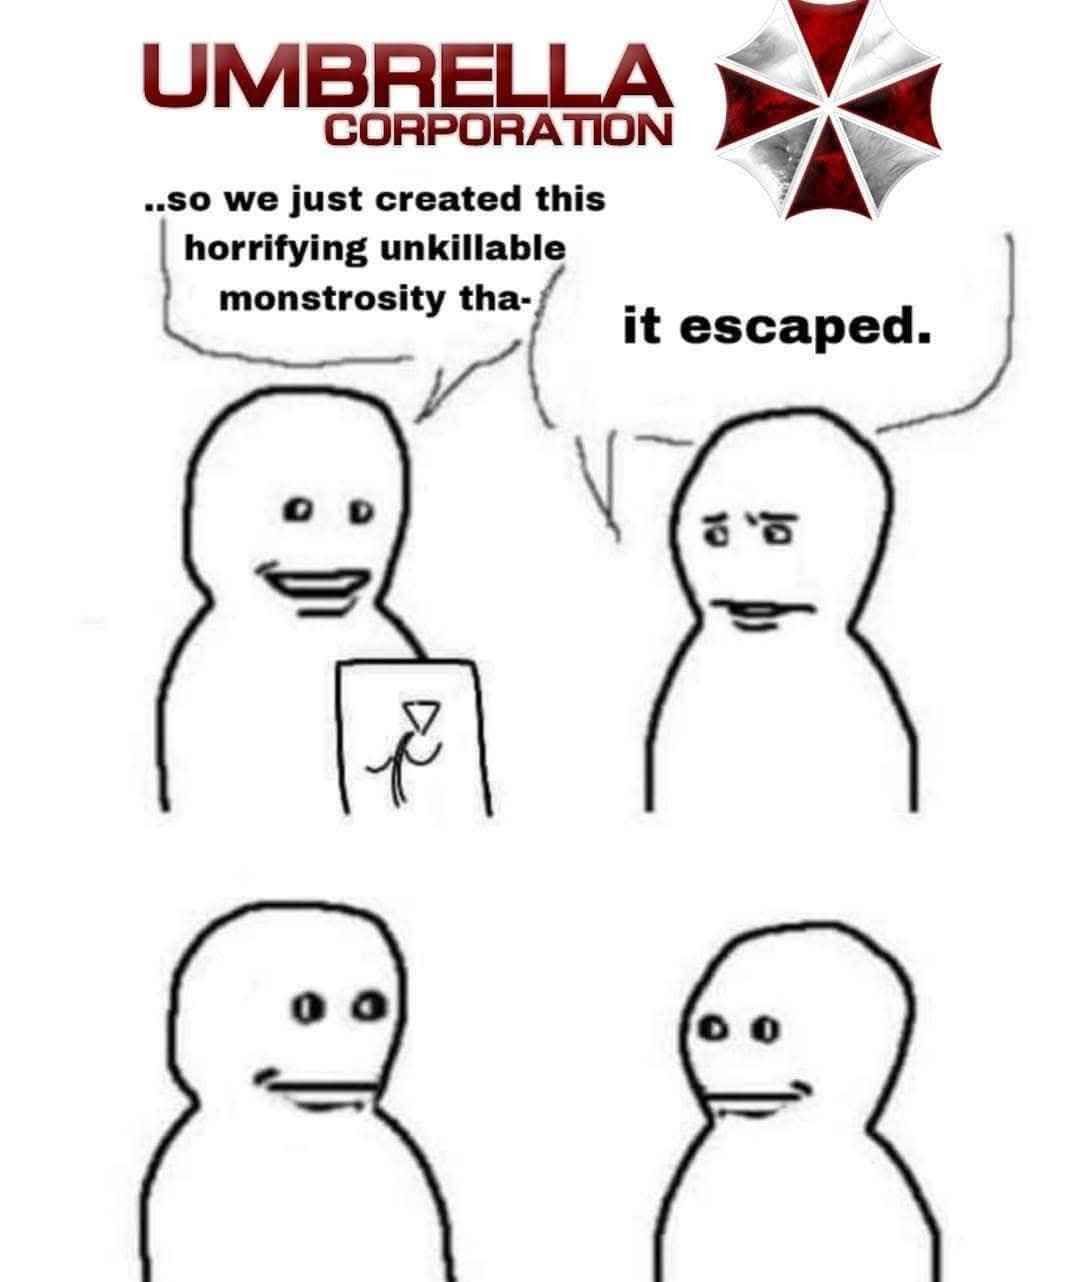 UMBRELLA
CORPORATION
..so we just created this
horrifying unkillable
monstrosity tha-
it escaped.